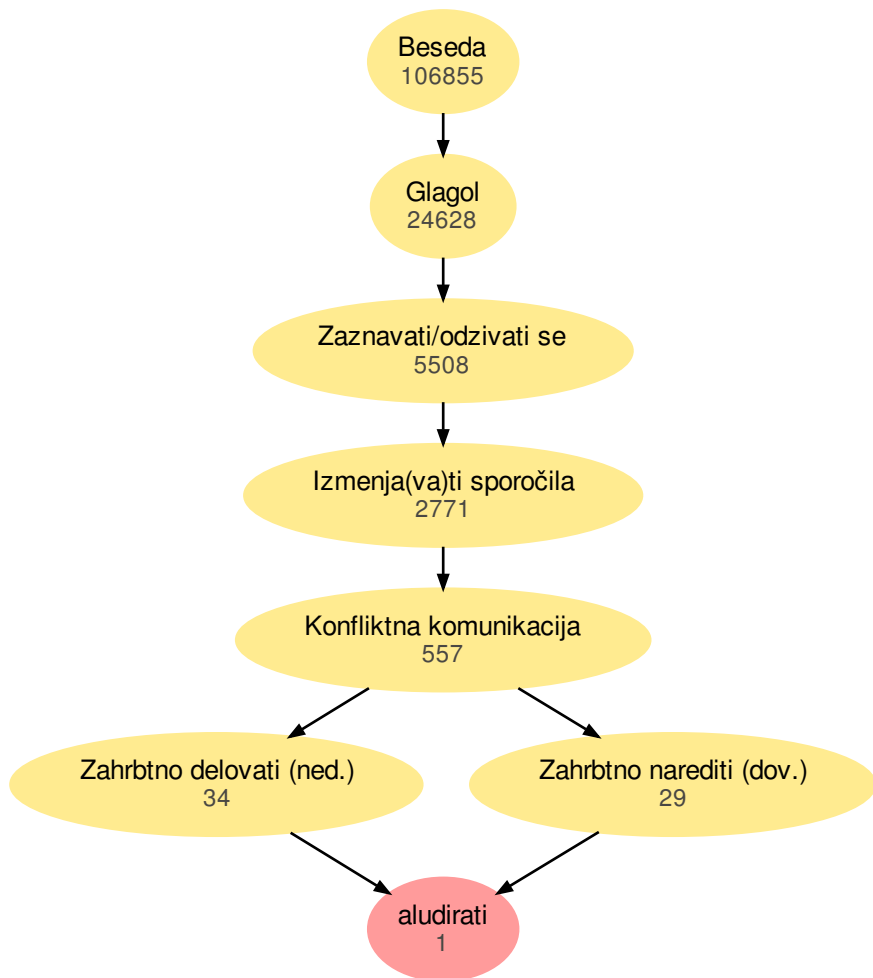 Beseda
106855
Glagol
24628
Zaznavati/odzivati se
5508
Izmenja(va)ti sporočila
2771
Konfliktna komunikacija
557
Zahrbtno delovati (ned.)
34
Zahrbtno narediti (dov.)
29
aludirati
1